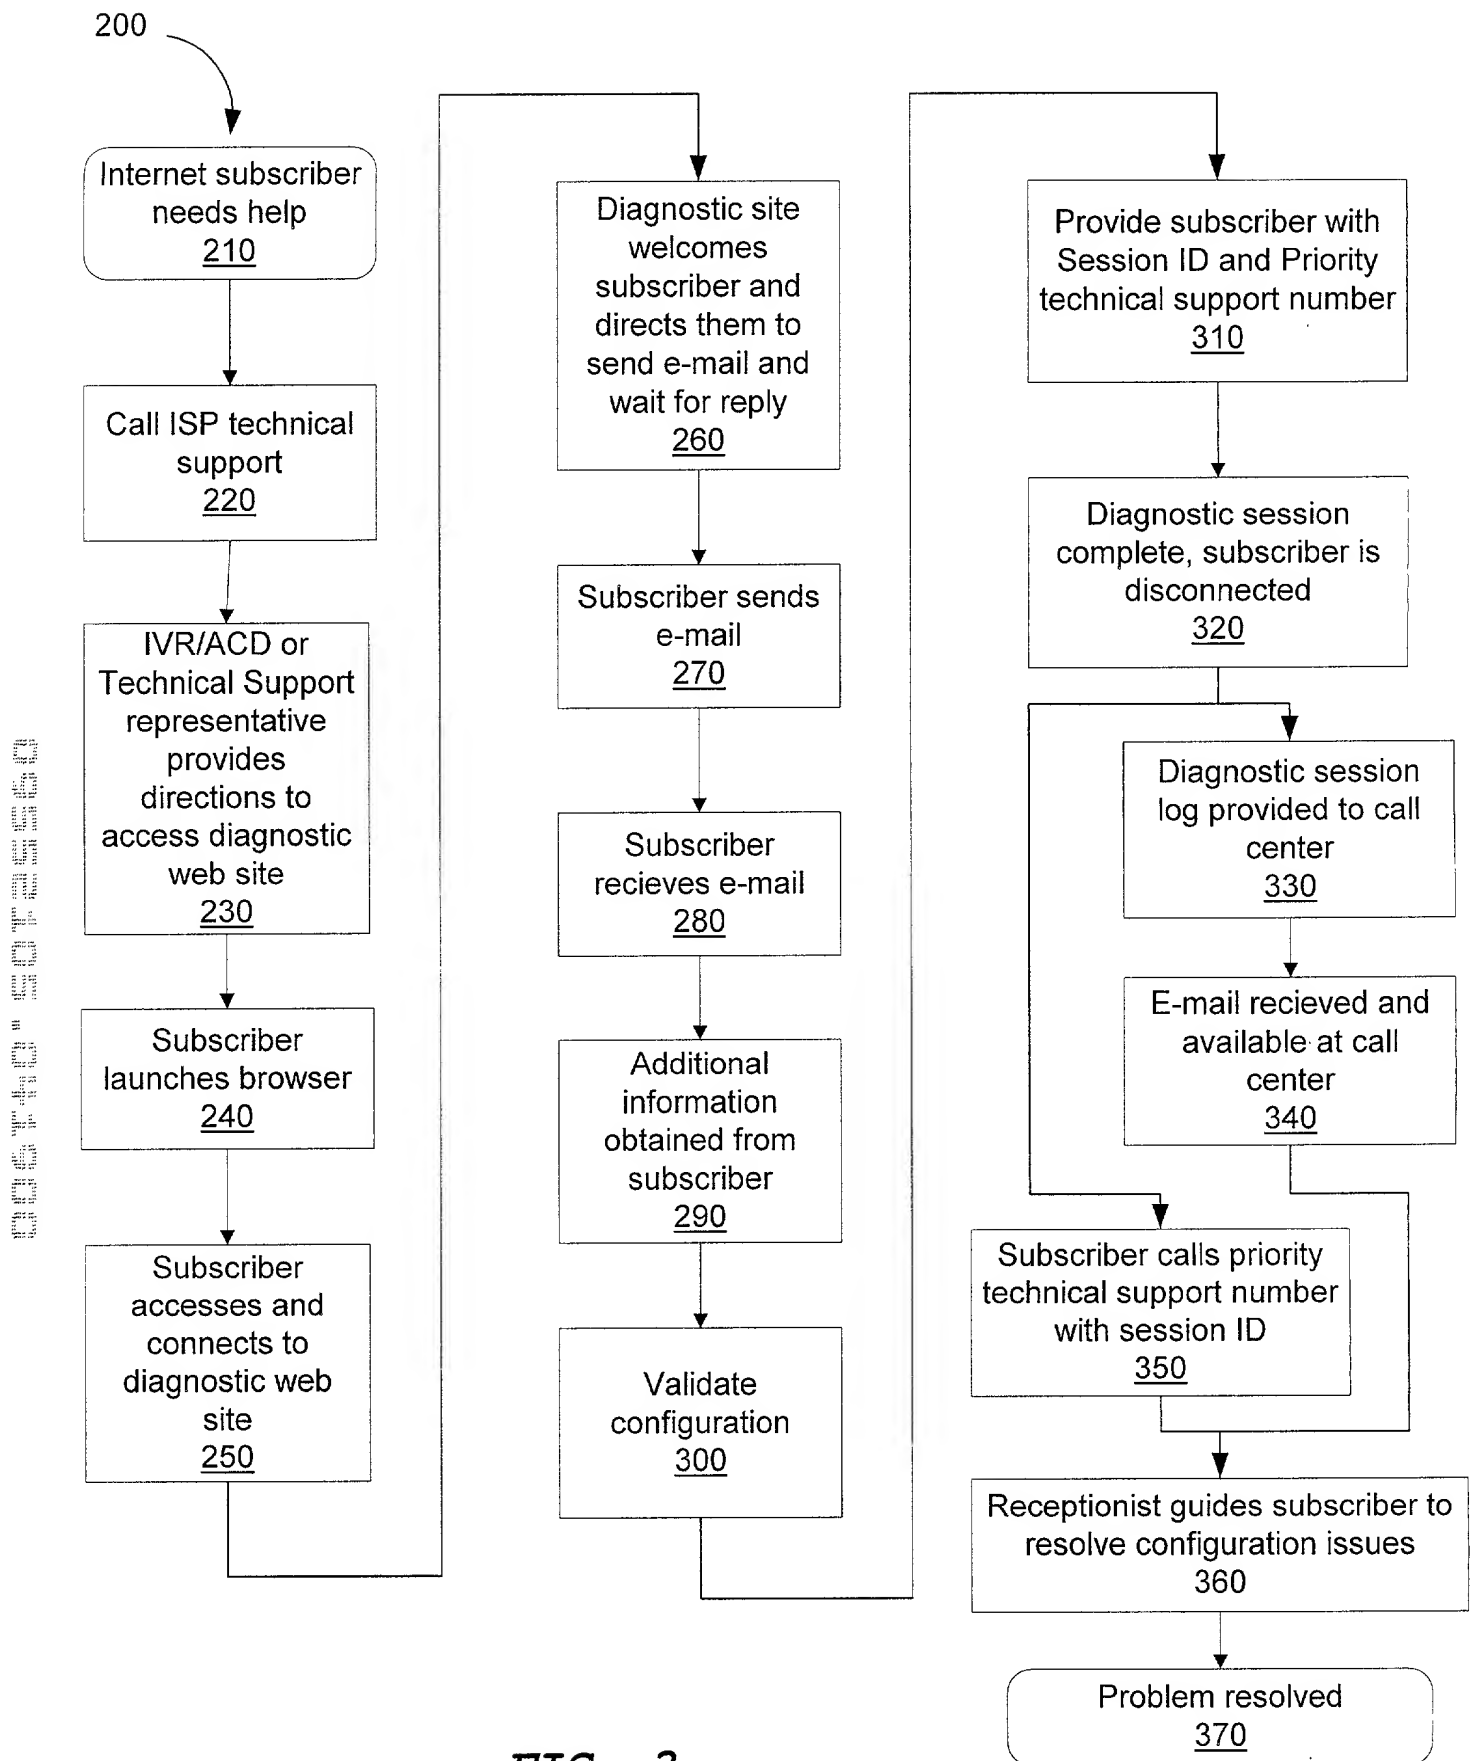 200
Internet subscriber
needs help
210
Call ISP technical
support
220
IVR/ACD or
Technical Support
representative
provides
directions to
access diagnostic
web site
230
Subscriber
launches browser
240
Subscriber
accesses and
connects to
diagnostic web
site
250
Diagnostic site
welcomes
subscriber and
directs them to
send e-mail and
wait for reply
260
Subscriber sends
e-mail
270
Subscriber
recieves e-mail
280
Additional
information
obtained from
subscriber
290
Validate
configuration
300
Provide subscriber with
Session ID and Priority
technical support number
310
Diagnostic session
complete, subscriber is
disconnected
320
Diagnostic session
log provided to call
center
330
E-mail recieved and
available at call
center
340
Subscriber calls priority
technical support number
with session ID
350
Receptionist guides subscriber to
resolve configuration issues
360
Problem resolved
370